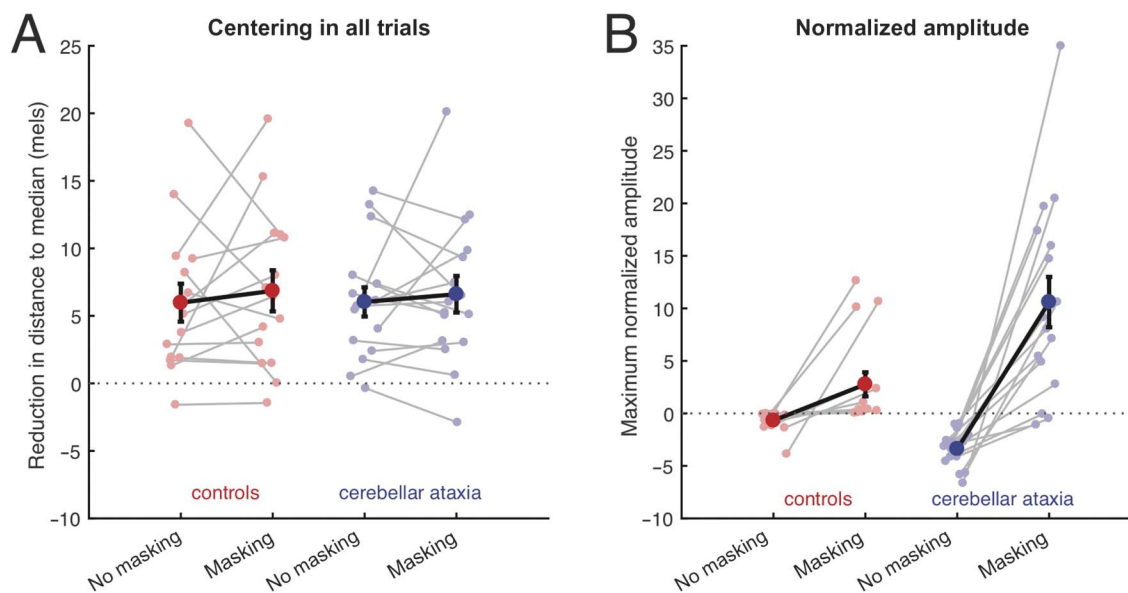 A
Centering in all trials
Reduction in distance to median (mels)
25
20
15
10
5
0
−5
−10
controls
cerebellar ataxia
No masking
Masking
No masking
Masking
B
Normalized amplitude
Maximum normalized amplitude
35
30
25
20
15
10
5
0
−5
−10
controls
cerebellar ataxia
No masking
Masking
No masking
Masking